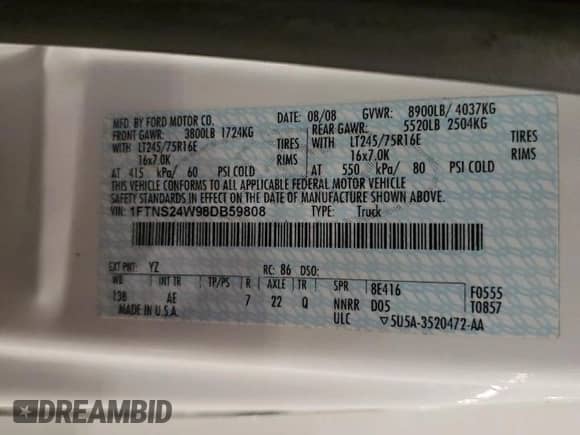 MFD. BY FORD MOTOR CO. DATE: 08/08 GVWR: 8900LB/ 4037KG
FRONT GAWR: 3800LB 1724KG REAR GAWR: 5520LB 2504KG
WITH LT245/75R16E TIRES WITH LT245/75R16E TIRES
16x7.0K RIMS 16x7.0K RIMS
AT 415 kPa/ 60 PSI COLD AT 550 kPa/ 80 PSI COLD
THIS VEHICLE CONFORMS TO ALL APPLICABLE FEDERAL MOTOR VEHICLE
SAFETY STANDARDS IN EFFECT ON THE DATE OF MANUFACTURE SHOWN ABOVE.
VIN: 1FTNS24W98DB59808 TYPE: Truck
EXT PNT: YZ RC: 86 DSO:
WB INT TR TP/PS R AXLE TR SPR 8E416 F0555
138 AE 7 22 Q NNRR D05 T0857
MADE IN U.S.A. ULC ▽5U5A-3520472-AA
DREAMBID